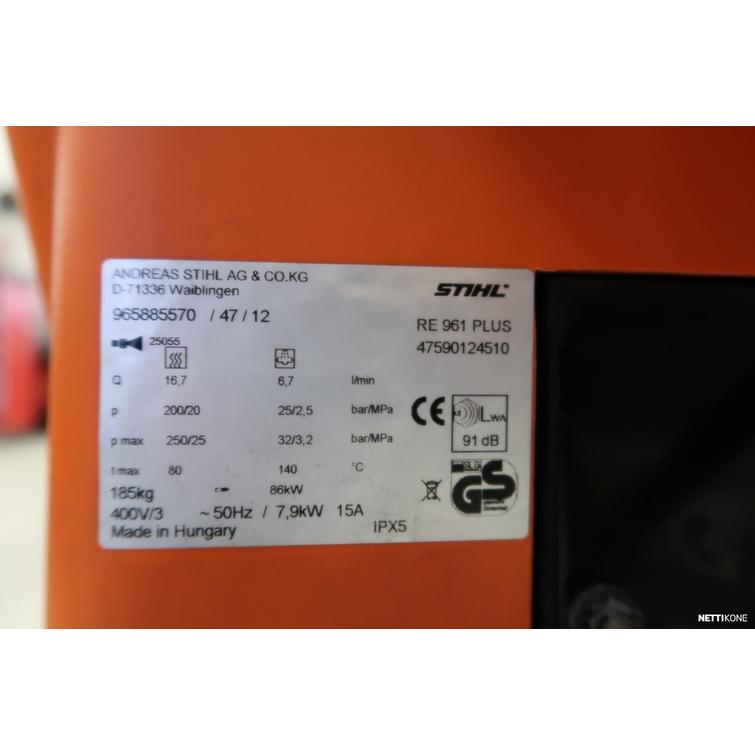 ANDREAS STIHL AG & CO.KG
D-71336 Waiblingen
STIHL
965885570 / 47 / 12
RE 961 PLUS
25055
47590124510
Q 16,7 6,7 l/min
p 200/20 25/2,5 bar/MPa
CE
LWA
91 dB
p max 250/25 32/3,2 bar/MPa
t max 80 140 °C
GS
185kg 86kW
400V/3 ~ 50Hz / 7,9kW 15A
Made in Hungary
IPX5
NETTIKONE